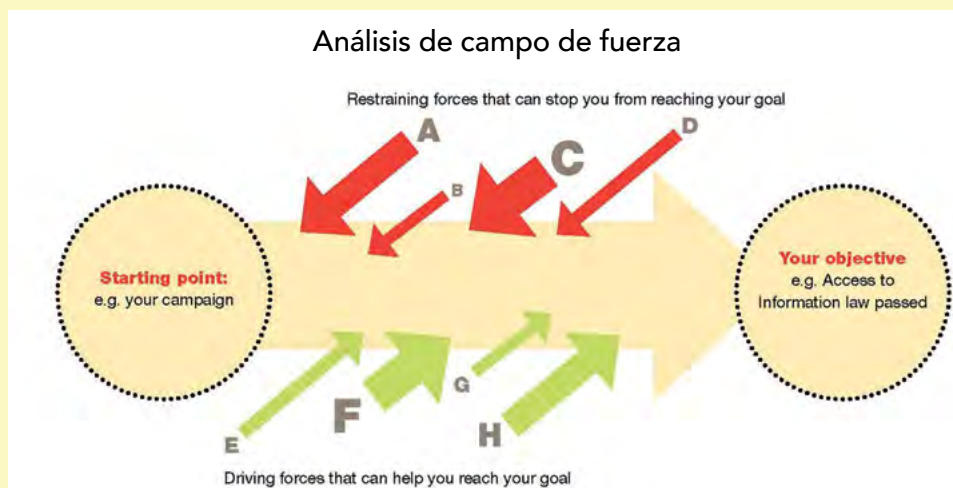 Análisis de campo de fuerza
Restraining forces that can stop you from reaching your goal
A
B
C
D
Starting point:
e.g. your campaign
Your objective
e.g. Access to
Information law passed
E
F
G
H
Driving forces that can help you reach your goal